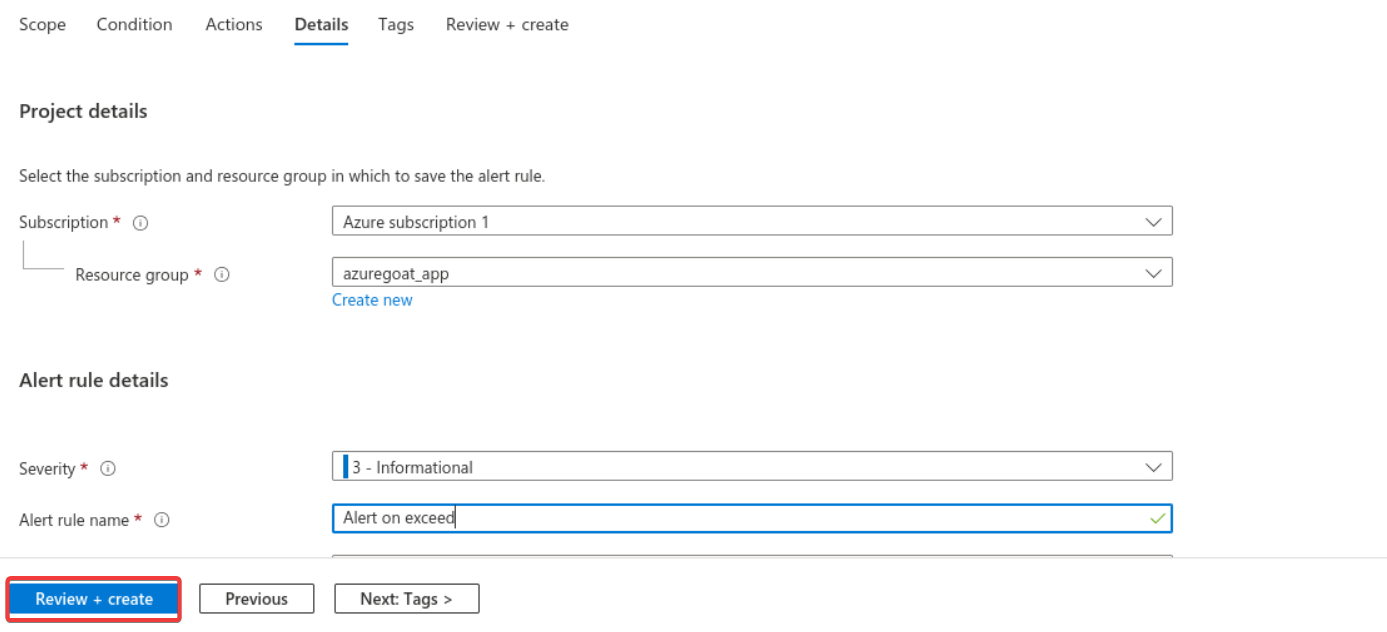 Scope Condition Actions Details Tags Review + create
Project details
Select the subscription and resource group in which to save the alert rule.
Subscription * Azure subscription 1
Resource group * azuregoat_app
Create new
Alert rule details
Severity * 3 - Informational
Alert rule name * Alert on exceed
Review + create Previous Next: Tags >